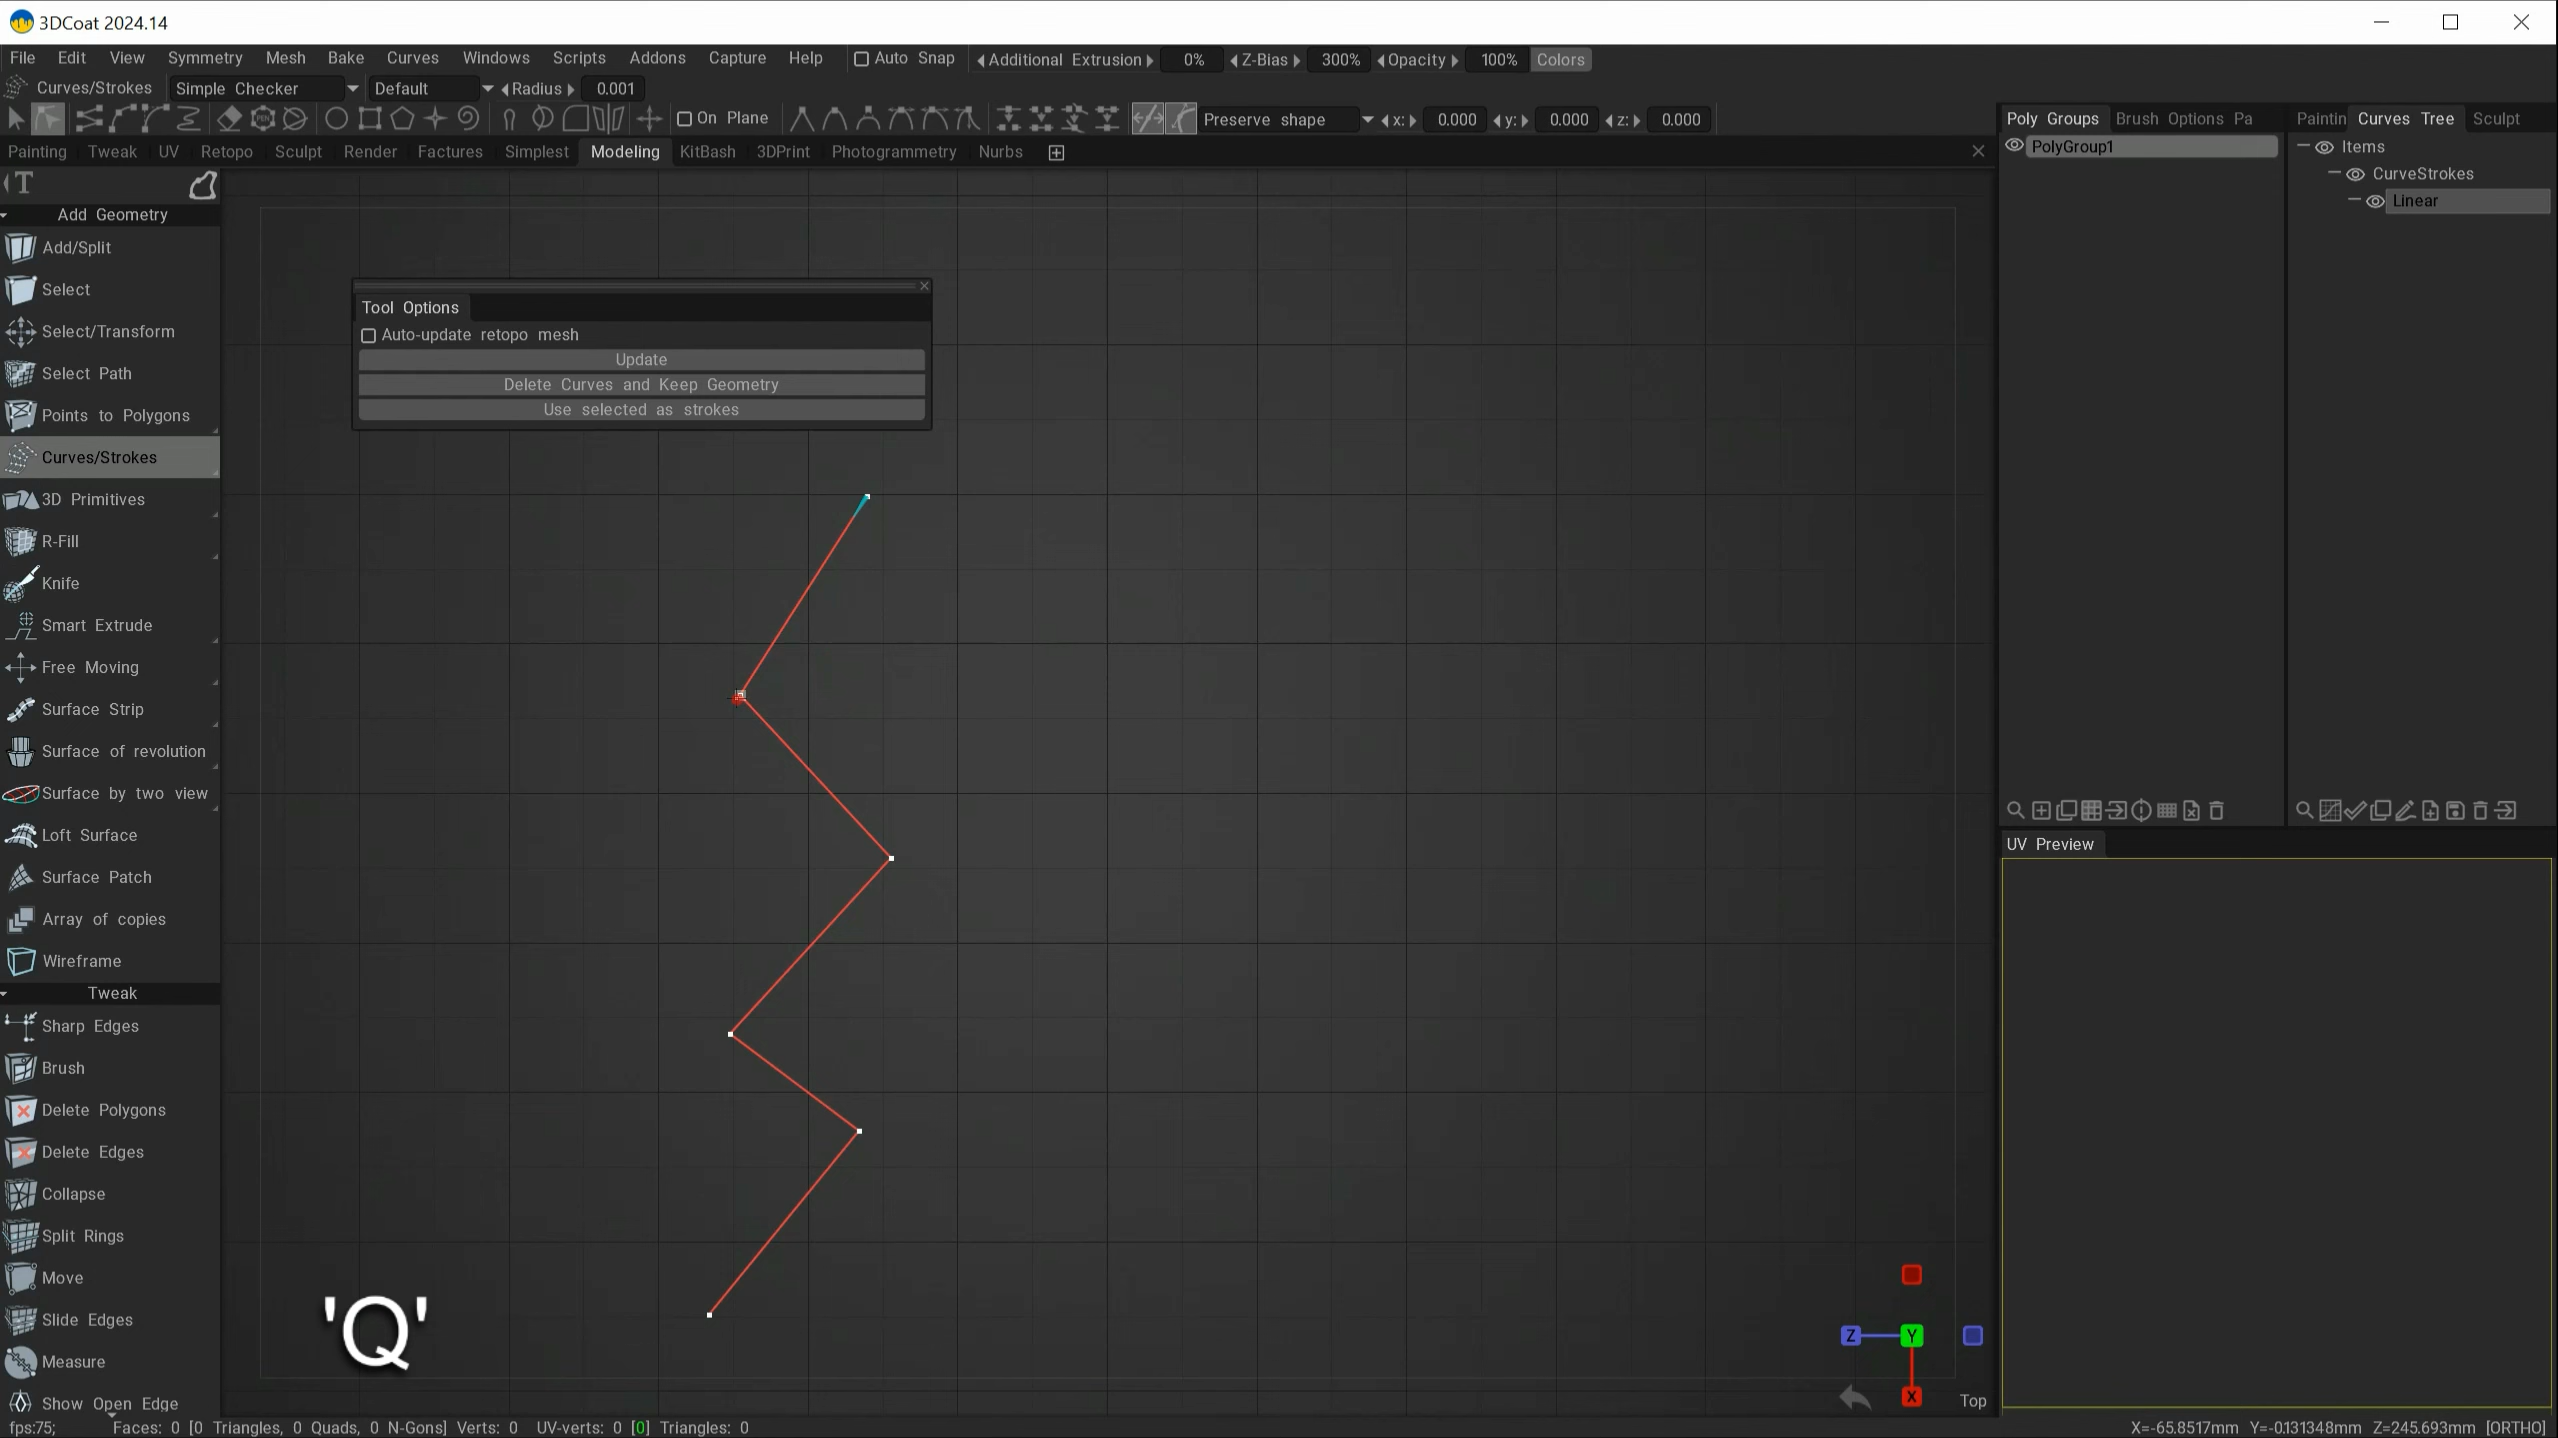 3DCoat 2024.14
File Edit View Symmetry Mesh Bake Curves Windows Scripts Addons Capture Help Auto Snap Additional Extrusion 0% Z-Bias 300% Opacity 100% Colors
Curves/Strokes Simple Checker Default Radius 0.001
On Plane Preserve shape x: 0.000 y: 0.000 z: 0.000
Painting Tweak UV Retopo Sculpt Render Factures Simplest Modeling KitBash 3DPrint Photogrammetry Nurbs
T
Add Geometry
Add/Split
Select
Select/Transform
Select Path
Points to Polygons
Curves/Strokes
3D Primitives
R-Fill
Knife
Smart Extrude
Free Moving
Surface Strip
Surface of revolution
Surface by two view
Loft Surface
Surface Patch
Array of copies
Wireframe
Tweak
Sharp Edges
Brush
Delete Polygons
Delete Edges
Collapse
Split Rings
Move
Slide Edges
Measure
Show Open Edge
Tool Options
Auto-update retopo mesh
Update
Delete Curves and Keep Geometry
Use selected as strokes
'Q'
Poly Groups Brush Options Pa
PolyGroup1
Paintin Curves Tree Sculpt
Items
CurveStrokes
Linear
UV Preview
Z Y
X Top
fps:75; Faces: 0 [0 Triangles, 0 Quads, 0 N-Gons] Verts: 0 UV-verts: 0 [0] Triangles: 0
X=-65.8517mm Y=-0.131348mm Z=245.693mm [ORTHO]